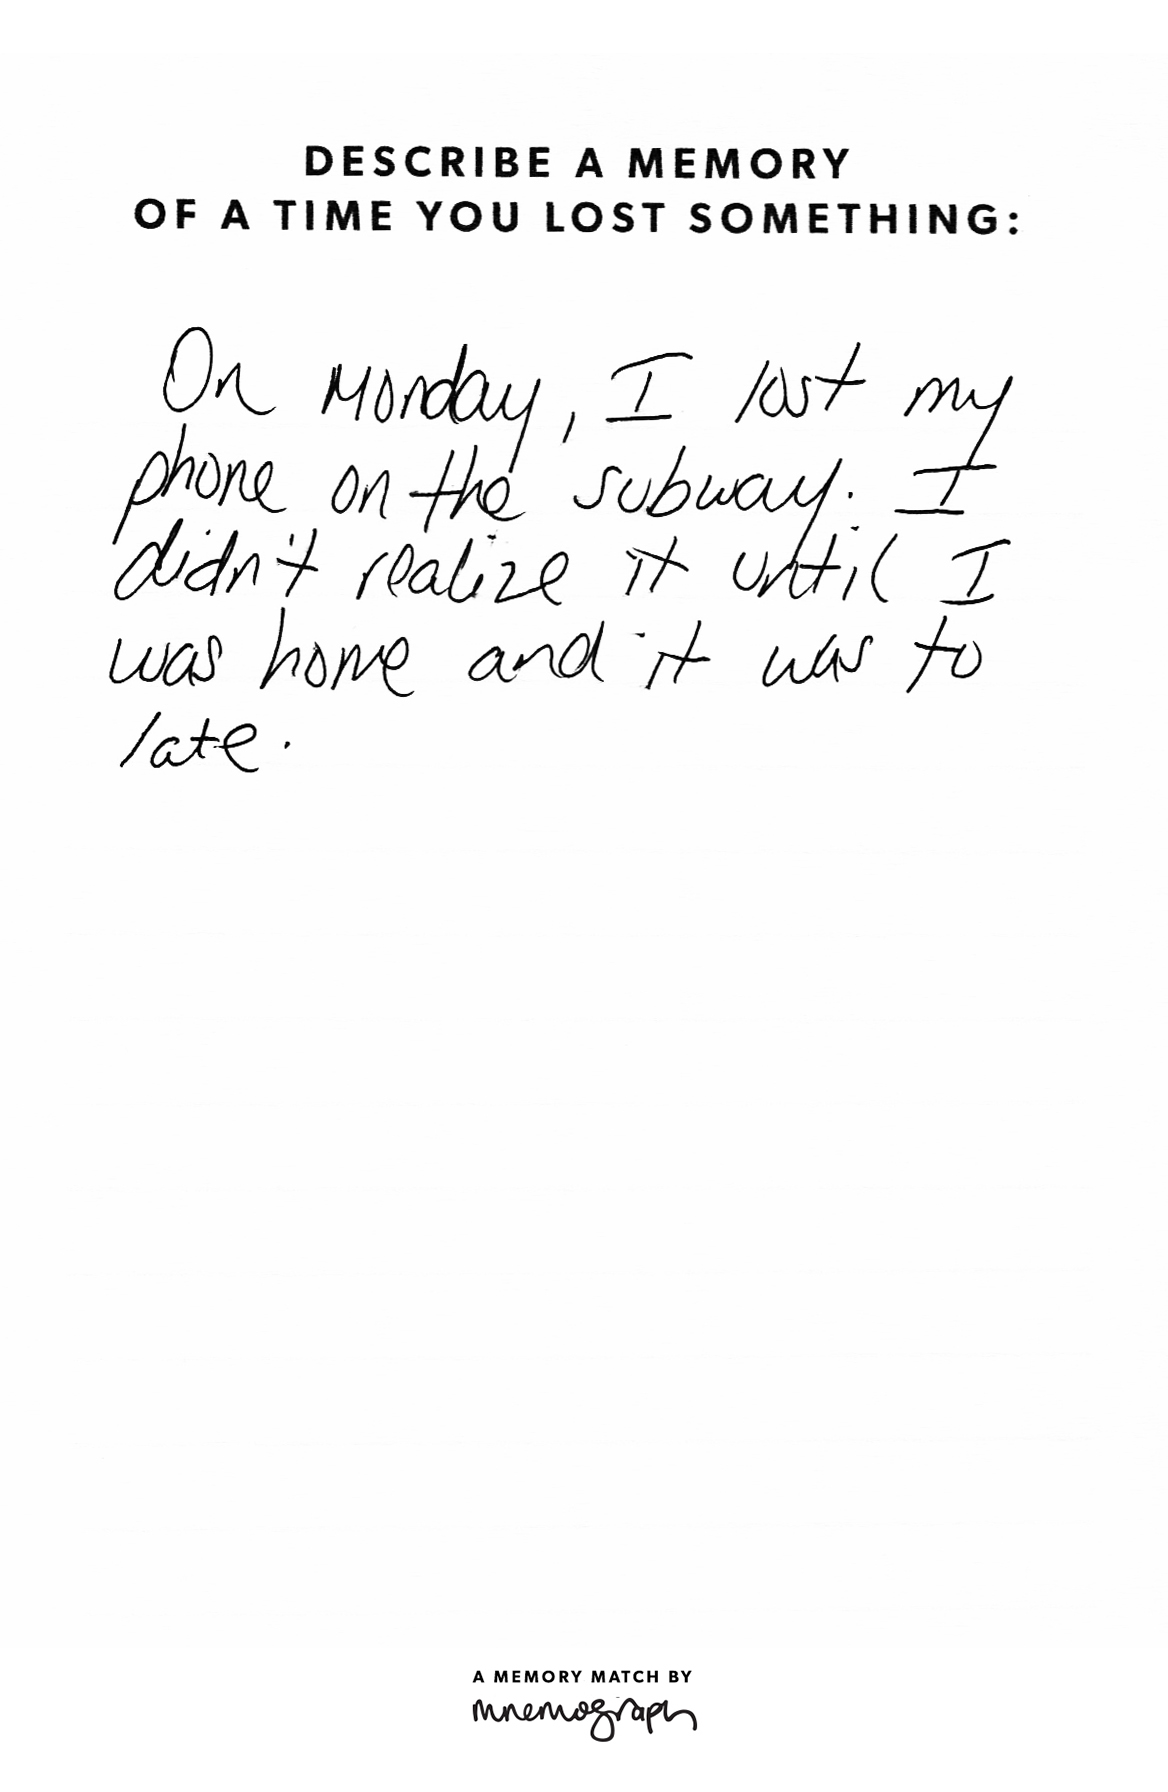 DESCRIBE A MEMORY
OF A TIME YOU LOST SOMETHING:
On Monday, I lost my
phone on the subway. I
didn't realize it until I
was home and it was to
late.
A MEMORY MATCH BY
mnemograph